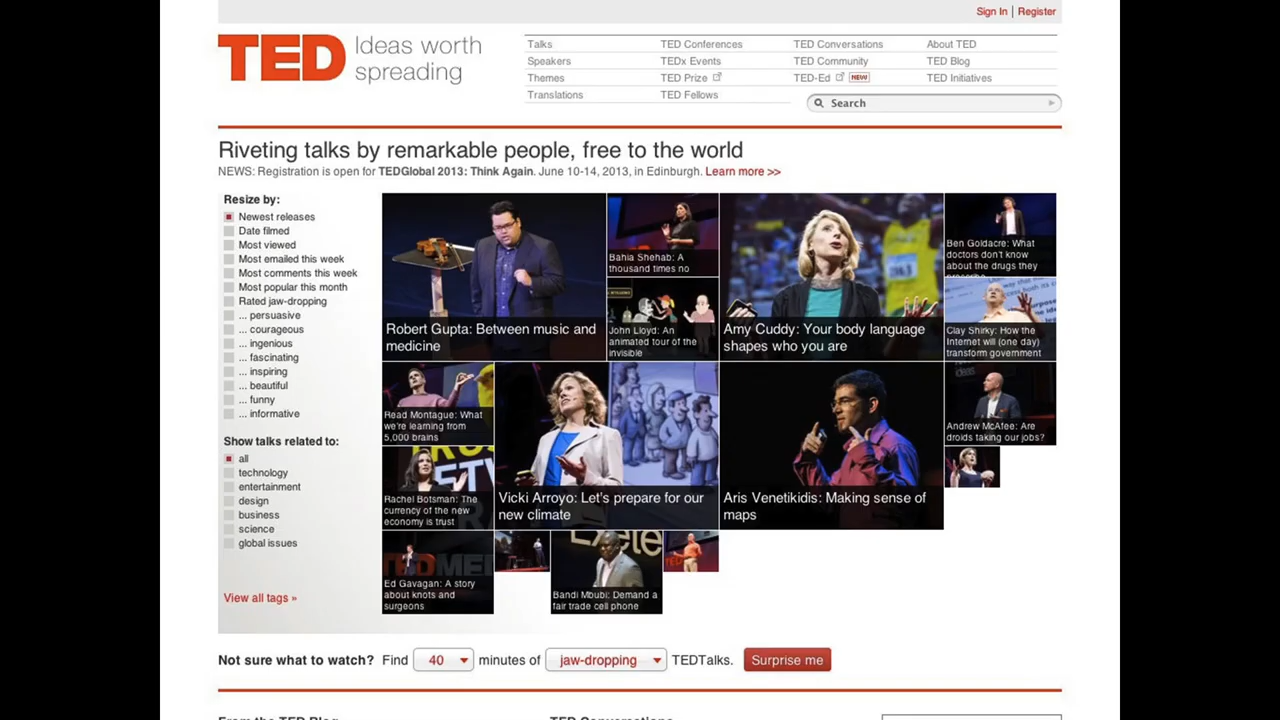 Sign In | Register
TED Ideas worth
spreading
Talks
Speakers
Themes
Translations
TED Conferences
TEDx Events
TED Prize
TED Fellows
TED Conversations
TED Community
TED-Ed NEW
About TED
TED Blog
TED Initiatives
Search
Riveting talks by remarkable people, free to the world
NEWS: Registration is open for TEDGlobal 2013: Think Again. June 10-14, 2013, in Edinburgh. Learn more >>
Resize by:
Newest releases
Date filmed
Most viewed
Most emailed this week
Most comments this week
Most popular this month
Rated jaw-dropping
... persuasive
... courageous
... ingenious
... fascinating
... inspiring
... beautiful
... funny
... informative
Show talks related to:
all
technology
entertainment
design
business
science
global issues
View all tags »
Robert Gupta: Between music and
medicine
Bahia Shehab: A
thousand times no
John Lloyd: An
animated tour of the
invisible
Amy Cuddy: Your body language
shapes who you are
Ben Goldacre: What
doctors don't know
about the drugs they
Clay Shirky: How the
Internet will (one day)
transform government
Read Montague: What
we're learning from
5,000 brains
Rachel Botsman: The
currency of the new
economy is trust
Vicki Arroyo: Let's prepare for our
new climate
Aris Venetikidis: Making sense of
maps
ideas
Andrew McAfee: Are
droids taking our jobs?
TEDMED
Ed Gavagan: A story
about knots and
surgeons
Exete
Bandi Mbubi: Demand a
fair trade cell phone
Not sure what to watch? Find 40 minutes of jaw-dropping TEDTalks. Surprise me
From the TED Blog
TED Conversations